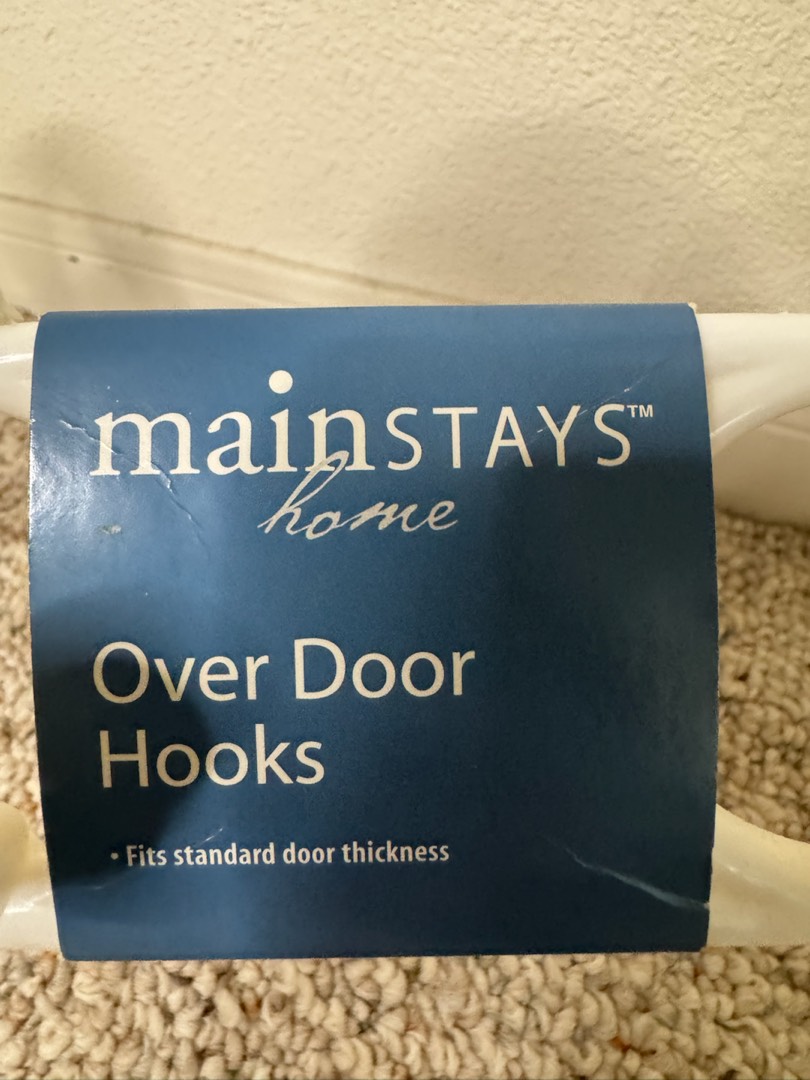 mainSTAYS™
home
Over Door
Hooks
• Fits standard door thickness